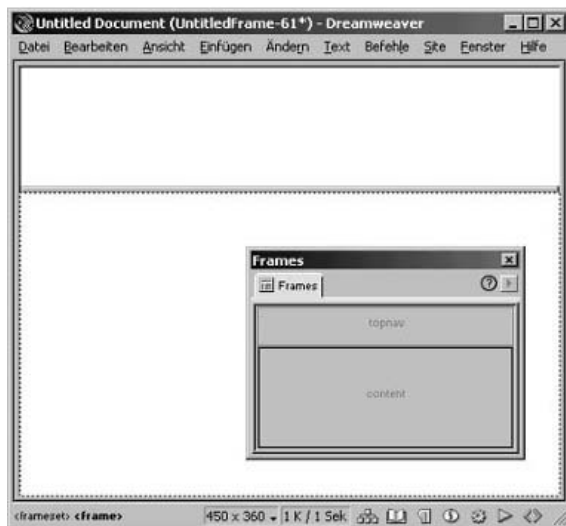 Untitled Document (UntitledFrame-61*) - Dreamweaver
Datei Bearbeiten Ansicht Einfügen Ändern Text Befehle Site Fenster Hilfe
Frames
Frames
topnav
content
<frameset> <frame> 450 x 360 1 K / 1 Sek